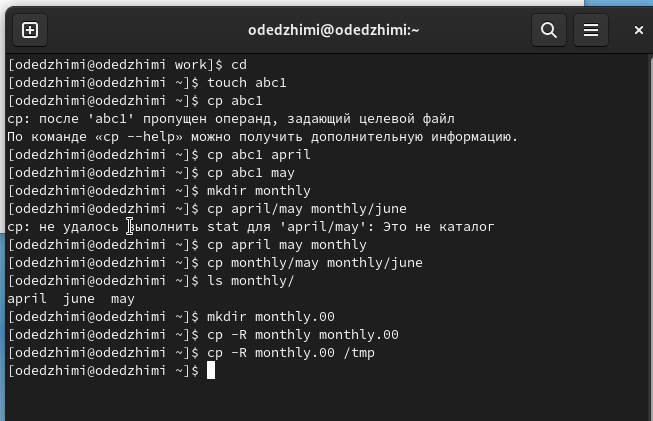 odedzhimi@odedzhimi:~
[odedzhimi@odedzhimi work]$ cd
[odedzhimi@odedzhimi ~]$ touch abc1
[odedzhimi@odedzhimi ~]$ cp abc1
cp: после 'abc1' пропущен операнд, задающий целевой файл
По команде «cp --help» можно получить дополнительную информацию.
[odedzhimi@odedzhimi ~]$ cp abc1 april
[odedzhimi@odedzhimi ~]$ cp abc1 may
[odedzhimi@odedzhimi ~]$ mkdir monthly
[odedzhimi@odedzhimi ~]$ cp april/may monthly/june
cp: не удалось выполнить stat для 'april/may': Это не каталог
[odedzhimi@odedzhimi ~]$ cp april may monthly
[odedzhimi@odedzhimi ~]$ cp monthly/may monthly/june
[odedzhimi@odedzhimi ~]$ ls monthly/
april  june  may
[odedzhimi@odedzhimi ~]$ mkdir monthly.00
[odedzhimi@odedzhimi ~]$ cp -R monthly monthly.00
[odedzhimi@odedzhimi ~]$ cp -R monthly.00 /tmp
[odedzhimi@odedzhimi ~]$